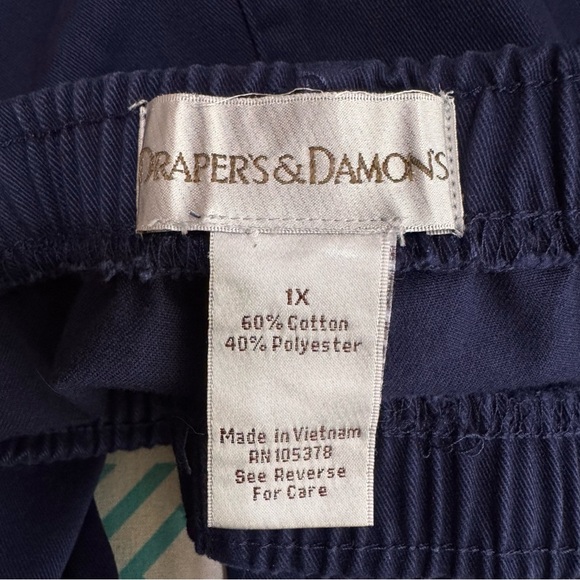 DRAPER'S & DAMON'S
1X
60% Cotton
40% Polyester
Made in Vietnam
RN 105378
See Reverse
For Care